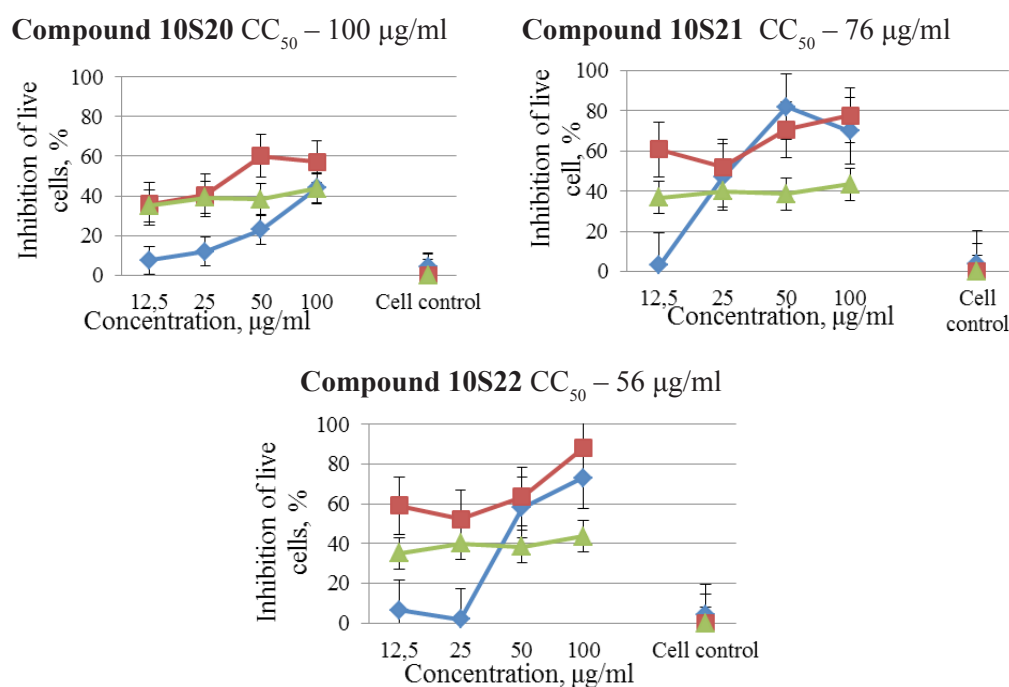 Compound 10S20 CC50 – 100 μg/ml
100
80
60
40
20
0
Inhibition of live
cells, %
12,5 25 50 100 Cell control
Concentration, μg/ml
Compound 10S21 CC50 – 76 μg/ml
100
80
60
40
20
0
Inhibition of live
cell, %
12,5 25 50 100 Cell
control
Concentration, μg/ml
Compound 10S22 CC50 – 56 μg/ml
100
80
60
40
20
0
Inhibition of live
cells, %
12,5 25 50 100 Cell control
Concentration, μg/ml